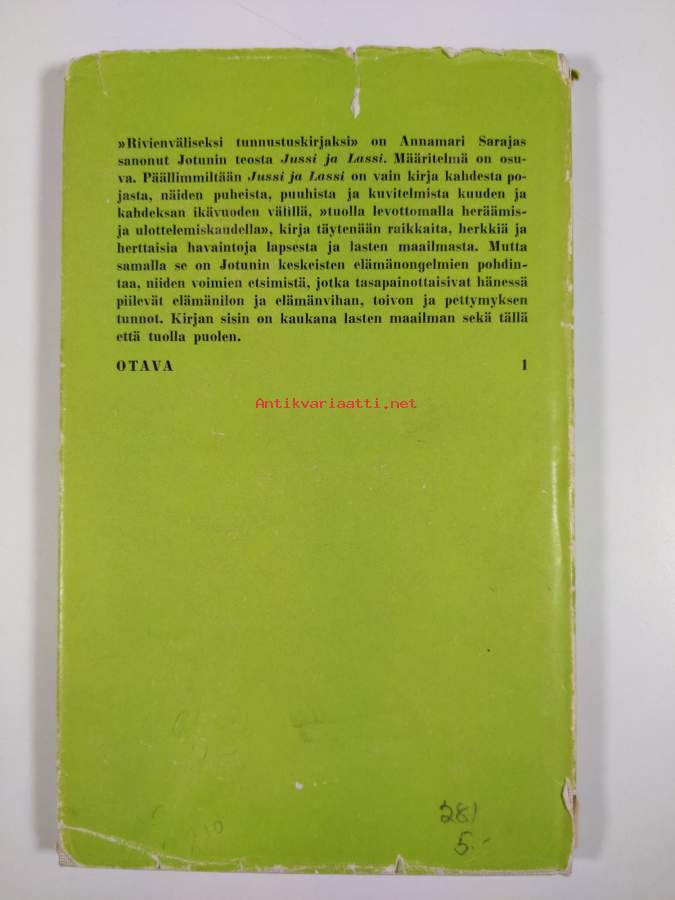 »Rivienväliseksi tunnustuskirjaksi» on Annamari Sarajas
sanonut Jotunin teosta Jussi ja Lassi. Määritelmä on osu-
va. Päällimmiltään Jussi ja Lassi on vain kirja kahdesta po-
jasta, näiden puheista, puuhista ja kuvitelmista kuuden ja
kahdeksan ikävuoden välillä, »tuolla levottomalla heräämis-
ja ulottelemiskaudella», kirja täytenään raikkaita, herkkiä ja
herttaisia havaintoja lapsesta ja lasten maailmasta. Mutta
samalla se on Jotunin keskeisten elämänongelmien pohdin-
taa, niiden voimien etsimistä, jotka tasapainottaisivat hänessä
piilevät elämänilon ja elämänvihan, toivon ja pettymyksen
tunnot. Kirjan sisin on kaukana lasten maailman sekä tällä
että tuolla puolen.
OTAVA 1
Antikvariaatti.net
281
5.-